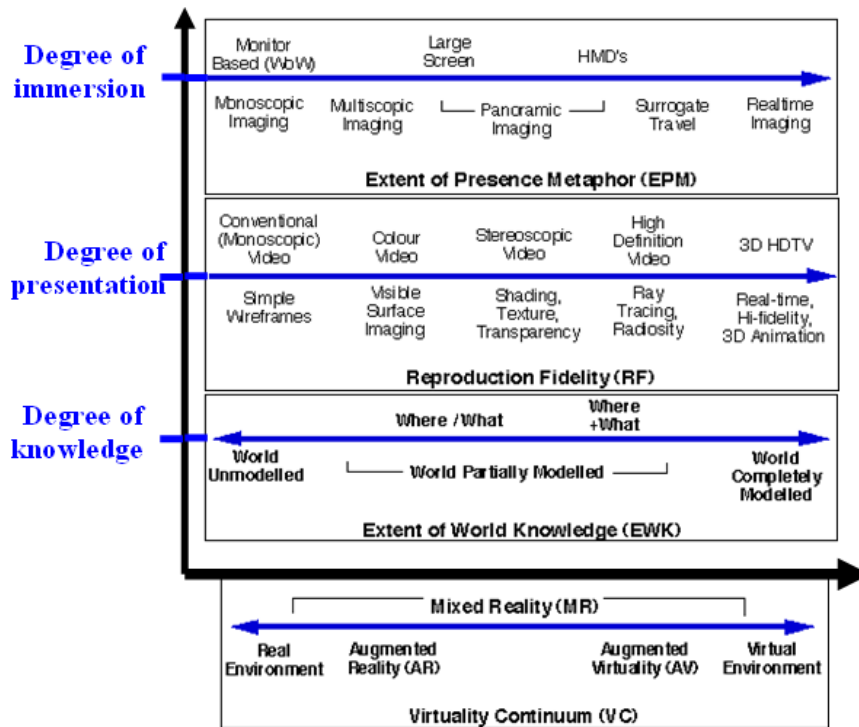 Degree of
immersion
Monitor
Based (WoW)
Large
Screen
HMD's
Monoscopic
Imaging
Multiscopic
Imaging
Panoramic
Imaging
Surrogate
Travel
Realtime
Imaging
Extent of Presence Metaphor (EPM)
Degree of
presentation
Conventional
(Monoscopic)
Video
Colour
Video
Stereoscopic
Video
High
Definition
Video
3D HDTV
Simple
Wireframes
Visible
Surface
Imaging
Shading,
Texture,
Transparency
Ray
Tracing,
Radiosity
Real-time,
Hi-fidelity,
3D Animation
Reproduction Fidelity (RF)
Degree of
knowledge
Where / What
Where
+What
World
Unmodelled
World Partially Modelled
World
Completely
Modelled
Extent of World Knowledge (EWK)
Mixed Reality (MR)
Real
Environment
Augmented
Reality (AR)
Augmented
Virtuality (AV)
Virtual
Environment
Virtuality Continuum (VC)